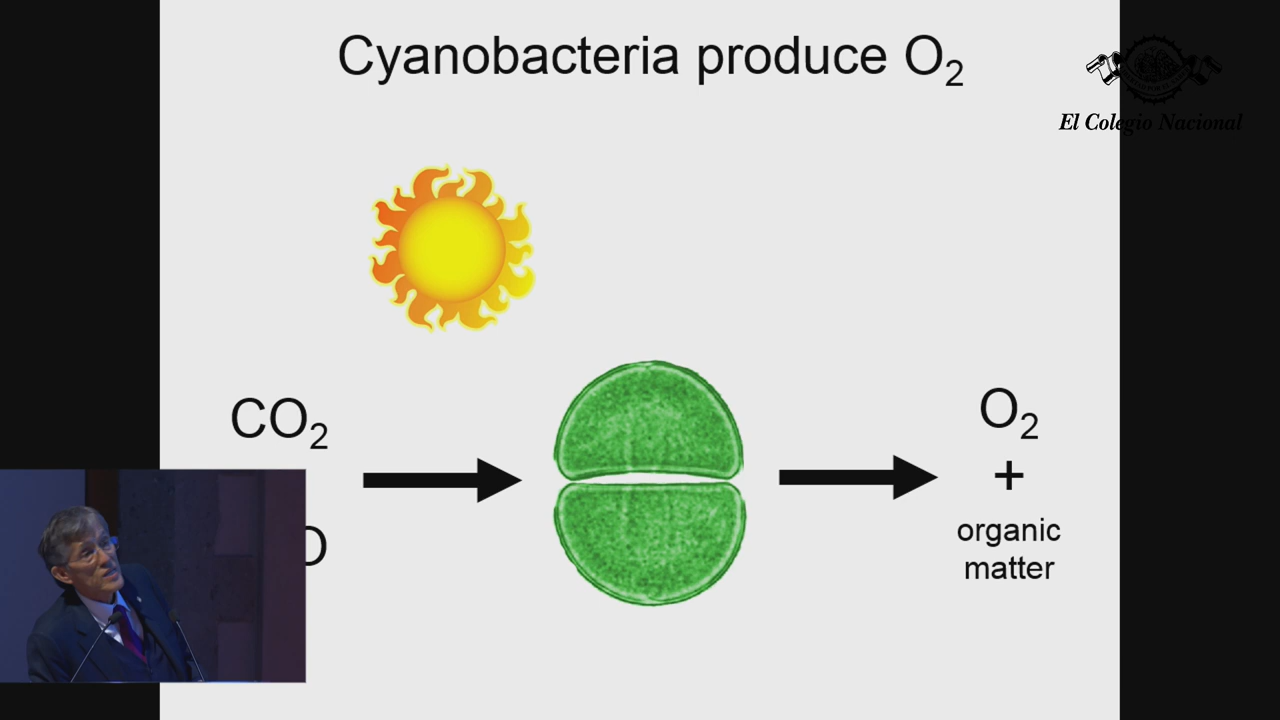 Cyanobacteria produce O₂
El Colegio Nacional
CO₂
O
O₂
+
organic
matter